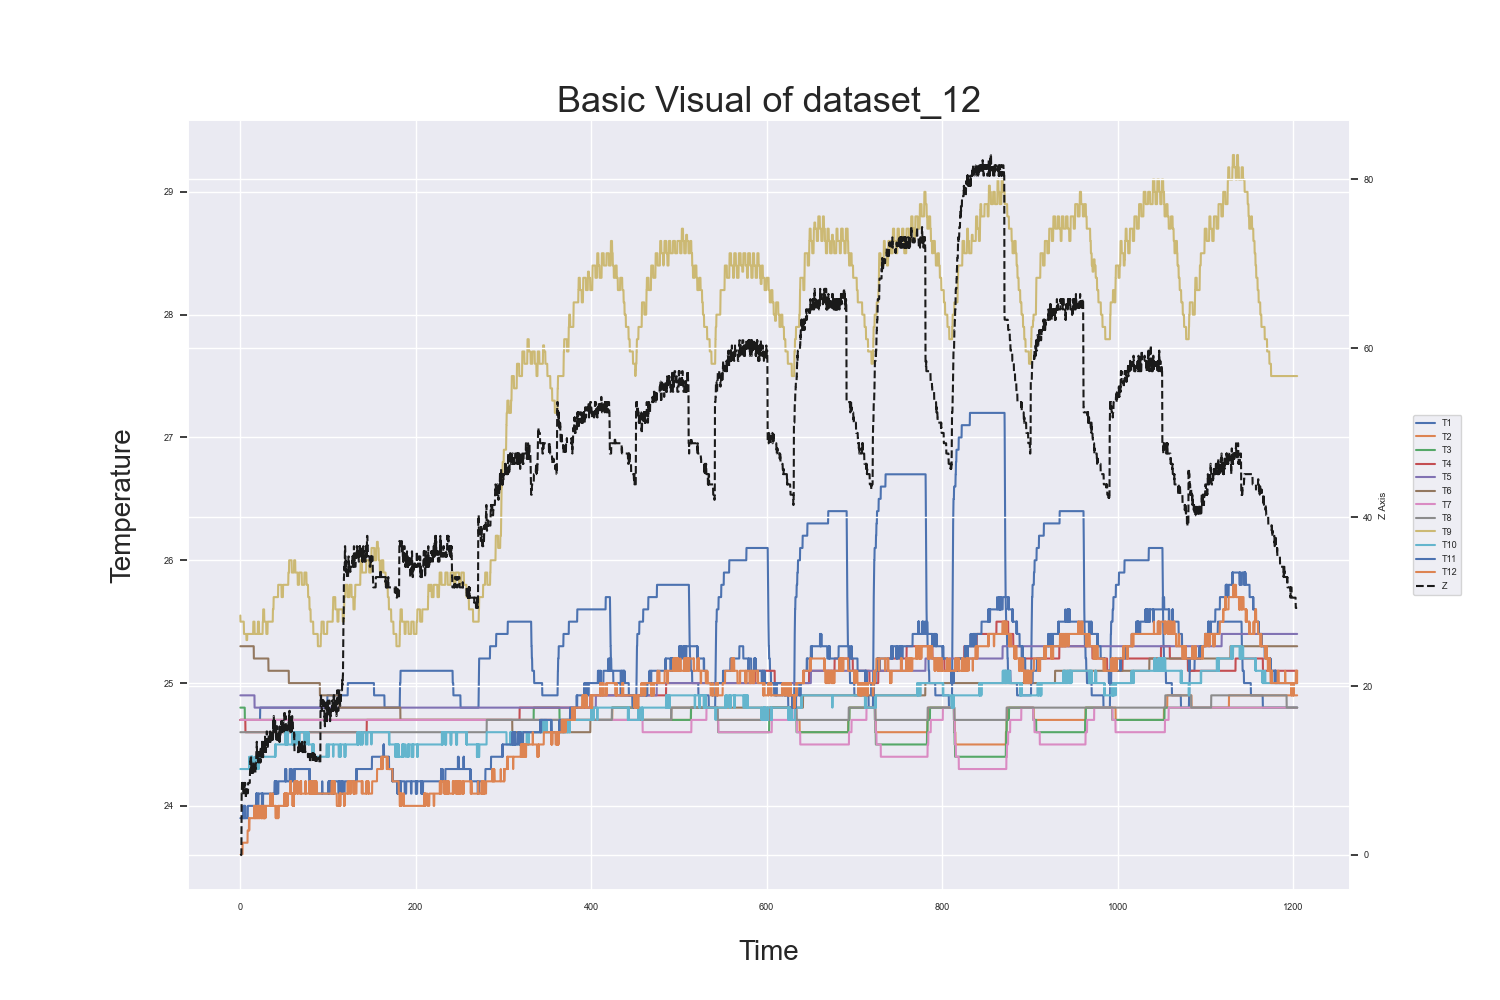 Basic Visual of dataset_12
Temperature
29
28
27
26
25
24
80
60
40
20
0
Z Axis
T1
T2
T3
T4
T5
T6
T7
T8
T9
T10
T11
T12
Z
0
200
400
600
800
1000
1200
Time